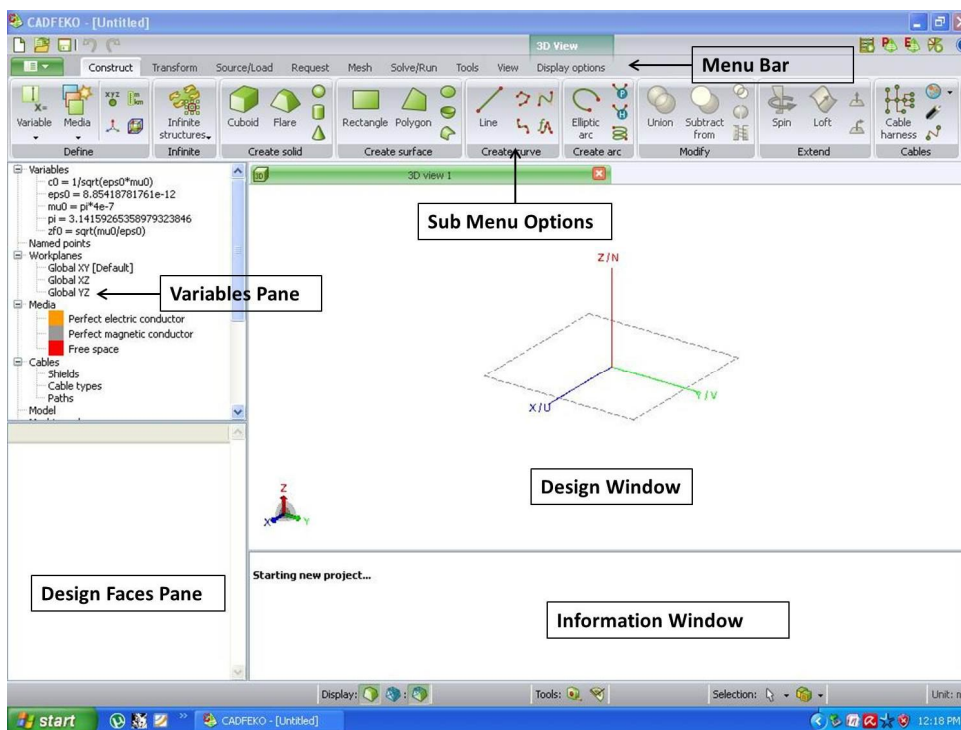 CADFEKO - [Untitled]
3D View
Construct Transform Source/Load Request Mesh Solve/Run Tools View Display options
Menu Bar
Variable Media Infinite structures Cuboid Flare Rectangle Polygon Line Elliptic arc Union Subtract from Spin Loft Cable harness
Define Infinite Create solid Create surface Create curve Create arc Modify Extend Cables
Variables
c0 = 1/sqrt(eps0*mu0)
eps0 = 8.85418781761e-12
mu0 = pi*4e-7
pi = 3.14159265358979323846
zf0 = sqrt(mu0/eps0)
Named points
Workplanes
Global XY [Default]
Global XZ
Global YZ
Media
Perfect electric conductor
Perfect magnetic conductor
Free space
Cables
Shields
Cable types
Paths
Model
Variables Pane
3D view 1
Sub Menu Options
Z/N
X/U
Y/V
Design Window
Z
X
Y
Design Faces Pane
Starting new project...
Information Window
Display: Tools: Selection: Unit:
start
CADFEKO - [Untitled]
12:18 PM